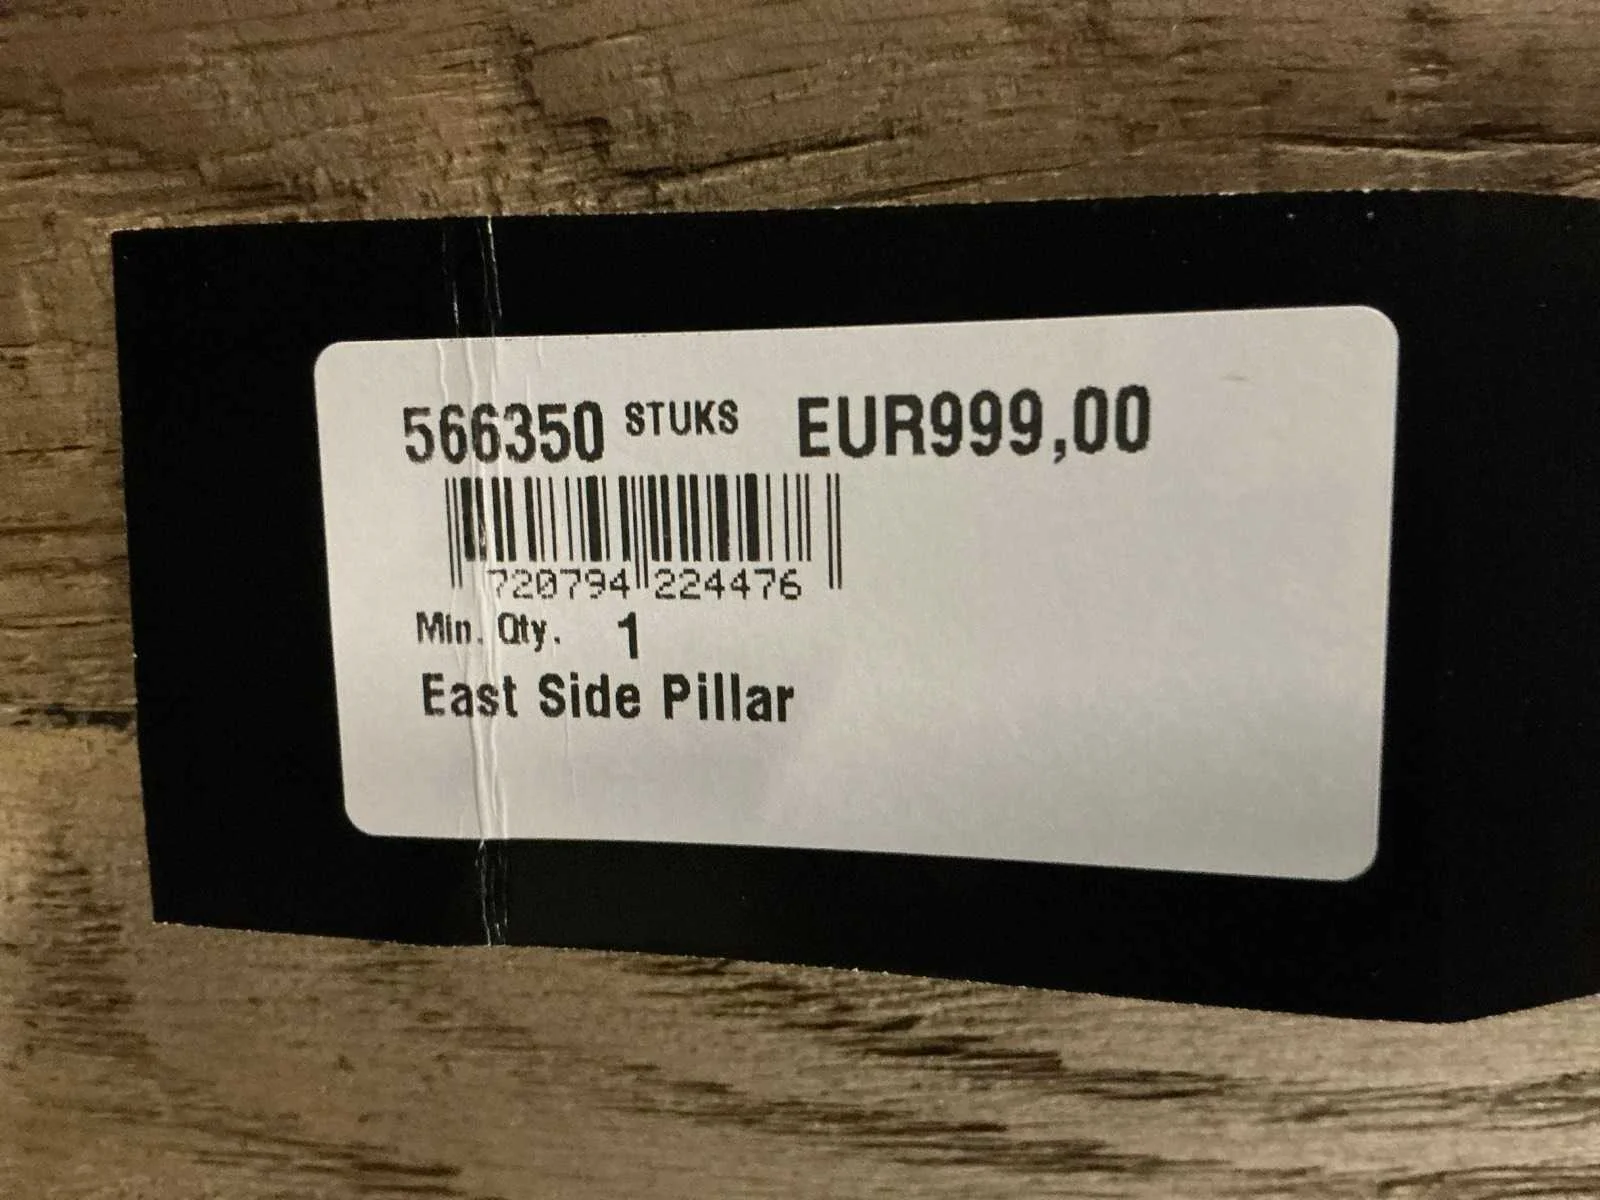 566350 STUKS EUR999,00
720794 224476
Min. Qty. 1
East Side Pillar